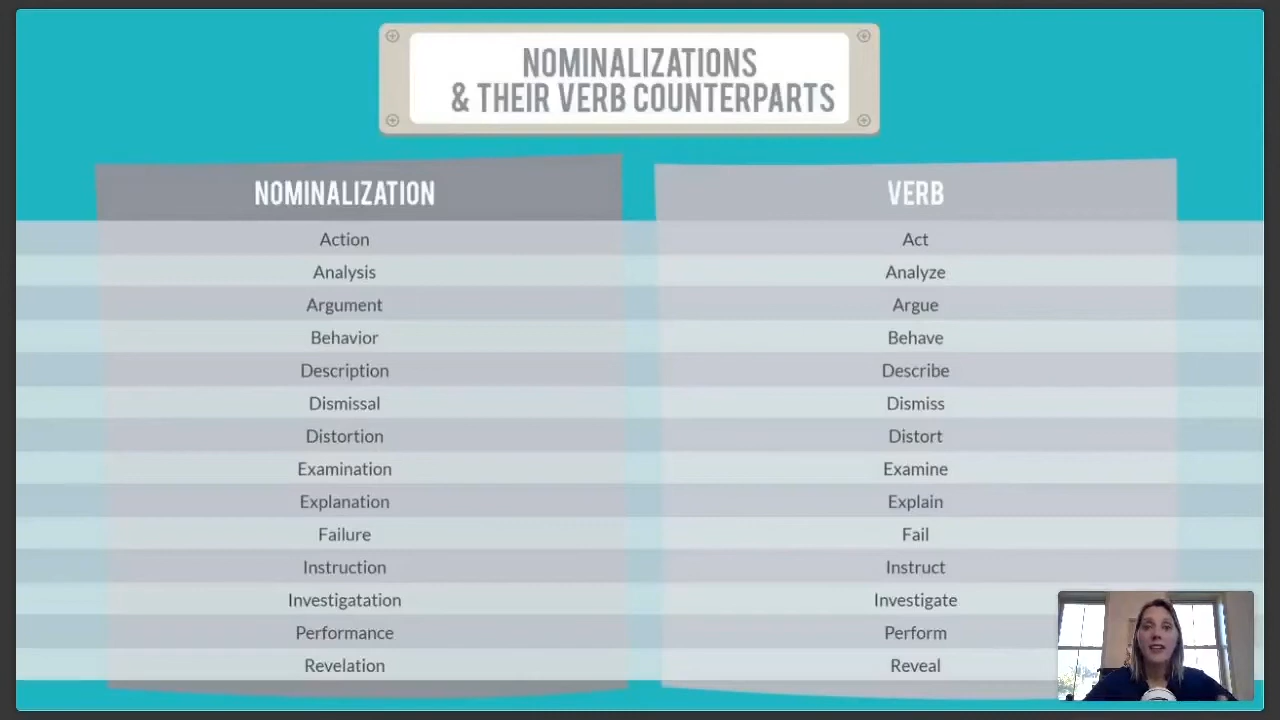 NOMINALIZATIONS
& THEIR VERB COUNTERPARTS
NOMINALIZATION VERB
Action Act
Analysis Analyze
Argument Argue
Behavior Behave
Description Describe
Dismissal Dismiss
Distortion Distort
Examination Examine
Explanation Explain
Failure Fail
Instruction Instruct
Investigatation Investigate
Performance Perform
Revelation Reveal